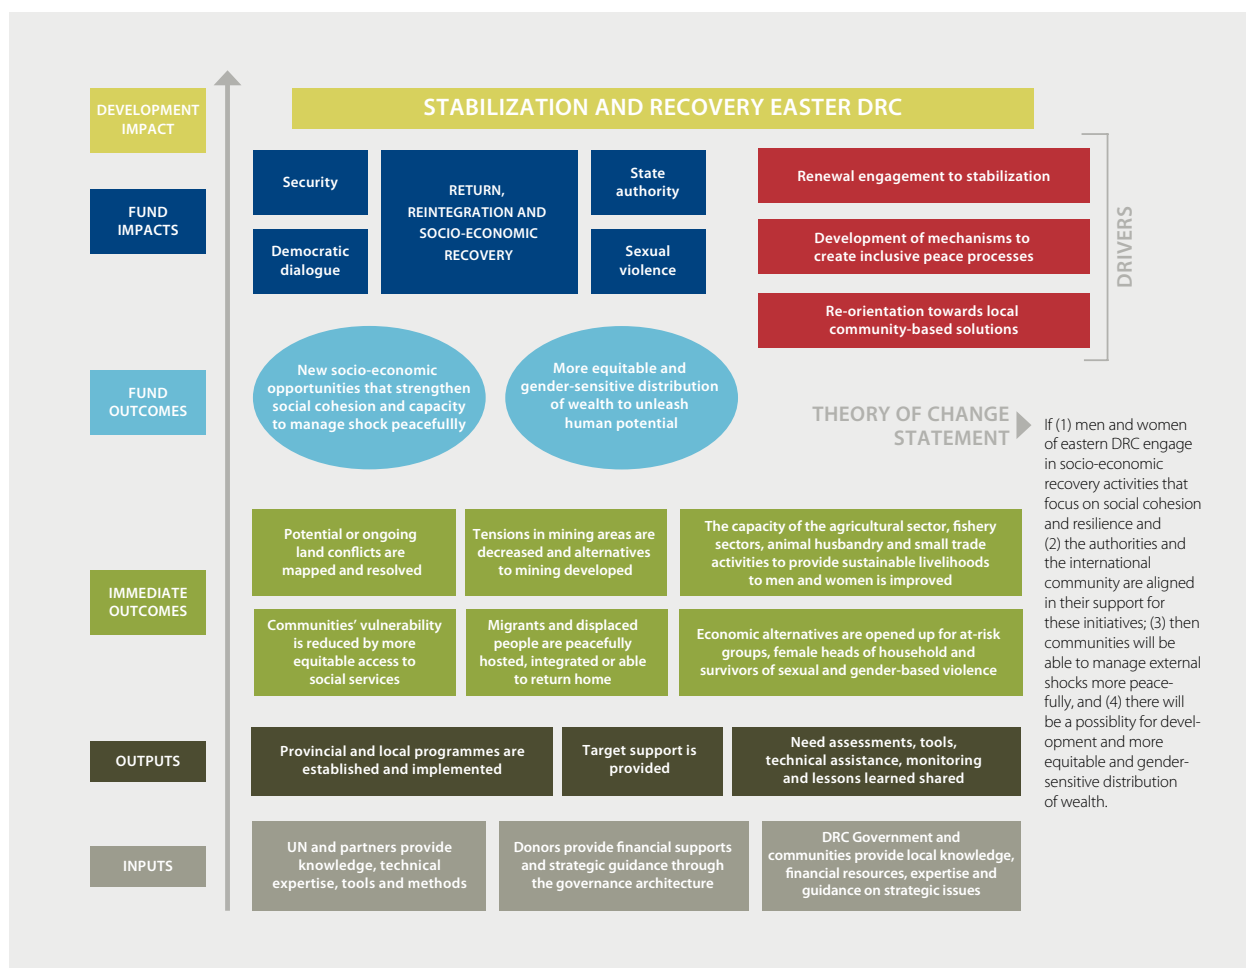 DEVELOPMENT
IMPACT
STABILIZATION AND RECOVERY EASTER DRC
FUND
IMPACTS
Security
Democratic
dialogue
RETURN,
REINTEGRATION AND
SOCIO-ECONOMIC
RECOVERY
State
authority
Sexual
violence
Renewal engagement to stabilization
Development of mechanisms to
create inclusive peace processes
Re-orientation towards local
community-based solutions
DRIVERS
FUND
OUTCOMES
New socio-economic
opportunities that strengthen
social cohesion and capacity
to manage shock peacefullly
More equitable and
gender-sensitive distribution
of wealth to unleash
human potential
THEORY OF CHANGE
STATEMENT
If (1) men and women
of eastern DRC engage
in socio-economic
recovery activities that
focus on social cohesion
and resilience and
(2) the authorities and
the international
community are aligned
in their support for
these initiatives; (3) then
communities will be
able to manage external
shocks more peace-
fully, and (4) there will
be a possiblity for devel-
opment and more
equitable and gender-
sensitive distribution
of wealth.
IMMEDIATE
OUTCOMES
Potential or ongoing
land conflicts are
mapped and resolved
Tensions in mining areas are
decreased and alternatives
to mining developed
The capacity of the agricultural sector, fishery
sectors, animal husbandry and small trade
activities to provide sustainable livelihoods
to men and women is improved
Communities' vulnerability
is reduced by more
equitable access to
social services
Migrants and displaced
people are peacefully
hosted, integrated or able
to return home
Economic alternatives are opened up for at-risk
groups, female heads of household and
survivors of sexual and gender-based violence
OUTPUTS
Provincial and local programmes are
established and implemented
Target support is
provided
Need assessments, tools,
technical assistance, monitoring
and lessons learned shared
INPUTS
UN and partners provide
knowledge, technical
expertise, tools and methods
Donors provide financial supports
and strategic guidance through
the governance architecture
DRC Government and
communities provide local knowledge,
financial resources, expertise and
guidance on strategic issues